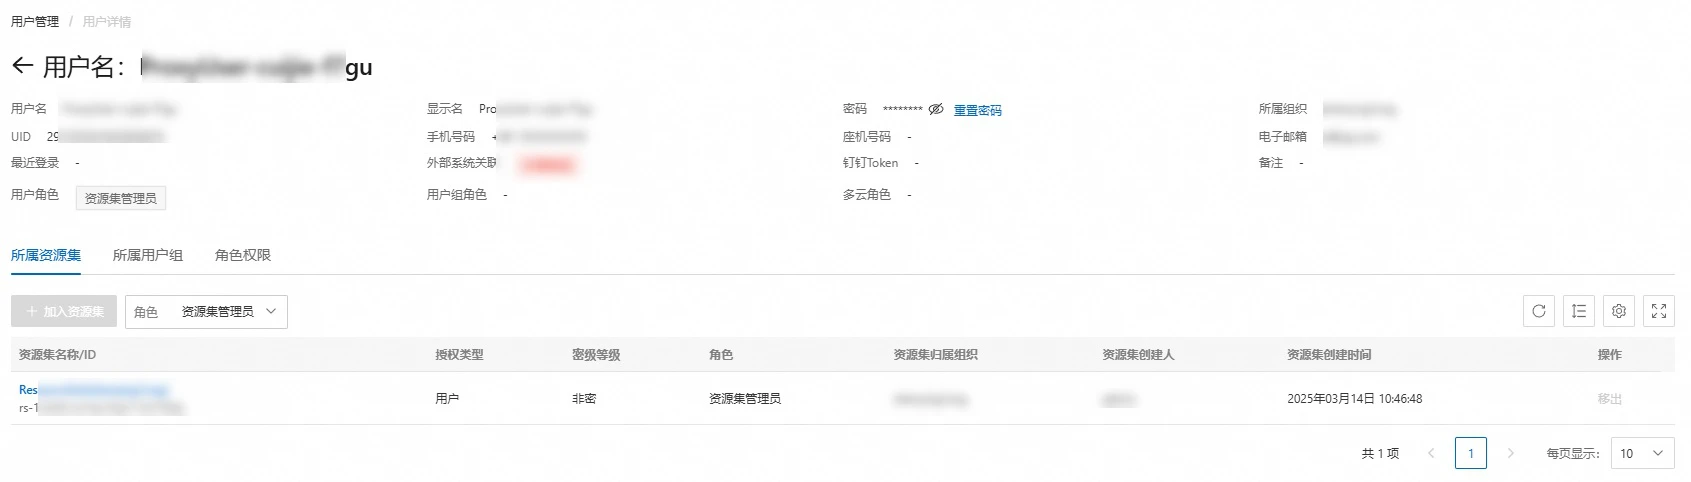 用户管理 / 用户详情
← 用户名： gu
用户名 显示名 Pro 密码 ******** 重置密码 所属组织
UID 29 手机号码 + 座机号码 - 电子邮箱
最近登录 - 外部系统关联 钉钉Token - 备注 -
用户角色 资源集管理员 用户组角色 - 多云角色 -
所属资源集 所属用户组 角色权限
+ 加入资源集 角色 资源集管理员
资源集名称/ID 授权类型 密级等级 角色 资源集归属组织 资源集创建人 资源集创建时间 操作
Res 用户 非密 资源集管理员 2025年03月14日 10:46:48 移出
rs-1
共 1 项 < 1 > 每页显示： 10